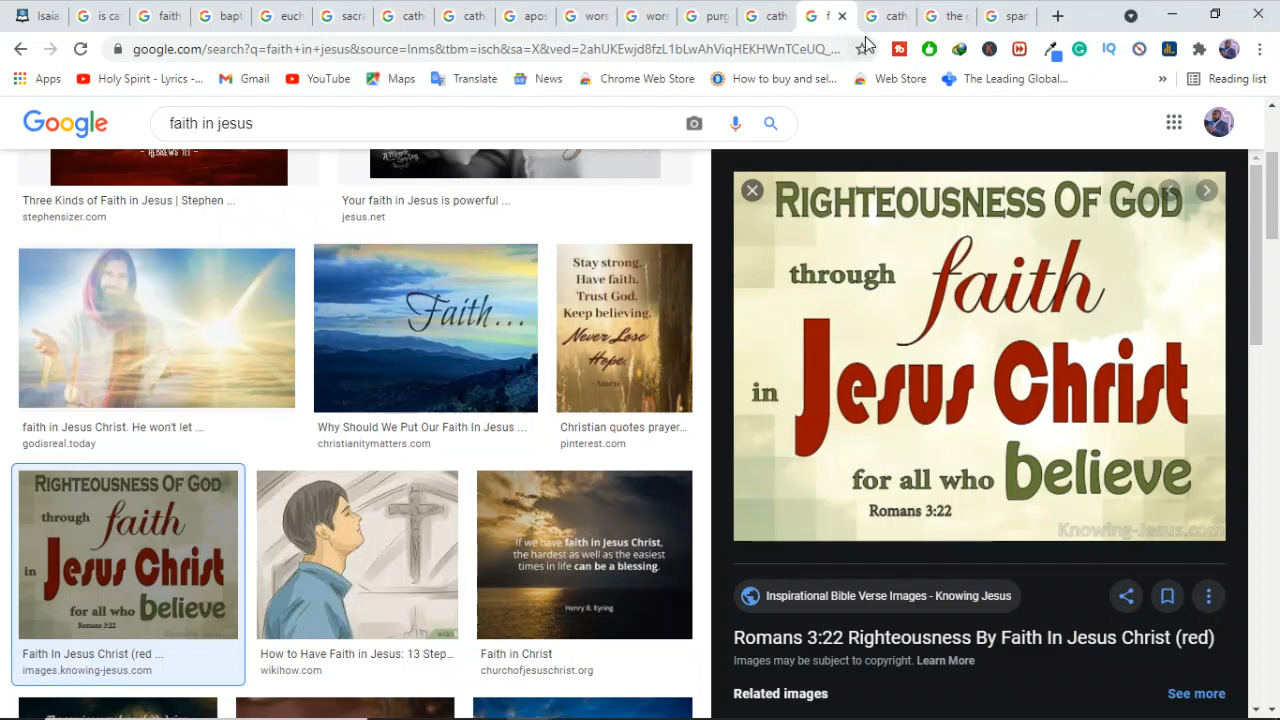 Isaia
is ca
faith
bapt
euch
sacra
cath
cath
apos
wors
wors
purg
cath
f
cath
the g
spar
google.com/search?q=faith+in+jesus&source=lnms&tbm=isch&sa=X&ved=2ahUKEwjd8fzL1bLwAhViqHEKHWnTCeUQ_...
Apps
Holy Spirit - Lyrics -...
Gmail
YouTube
Maps
Translate
News
Chrome Web Store
How to buy and sel...
Web Store
The Leading Global...
»
Reading list
Google
faith in jesus
- HEBREWS 11:1 -
Three Kinds of Faith in Jesus | Stephen ...
stephensizer.com
Your faith in Jesus is powerful ...
jesus.net
faith in Jesus Christ. He won't let ...
godisreal.today
Faith...
Why Should We Put Our Faith In Jesus ...
christianitymatters.com
Stay strong.
Have faith.
Trust God.
Keep believing.
Never Lose
Hope.
~Amen~
Christian quotes prayer...
pinterest.com
RIGHTEOUSNESS OF GOD
through faith
in Jesus Christ
for all who believe
Romans 3:22
Faith In Jesus Christ (red ...
images.knowing-jesus.com
wiki
How to Have Faith in Jesus: 13 Step...
wikihow.com
If we have faith in Jesus Christ,
the hardest as well as the easiest
times in life can be a blessing.
Henry B. Eyring
Faith in Christ
churchofjesuschrist.org
RIGHTEOUSNESS OF GOD
through faith
in Jesus Christ
for all who believe
Romans 3:22
Knowing-Jesus.com
Inspirational Bible Verse Images - Knowing Jesus
Romans 3:22 Righteousness By Faith In Jesus Christ (red)
Images may be subject to copyright. Learn More
Related images
See more